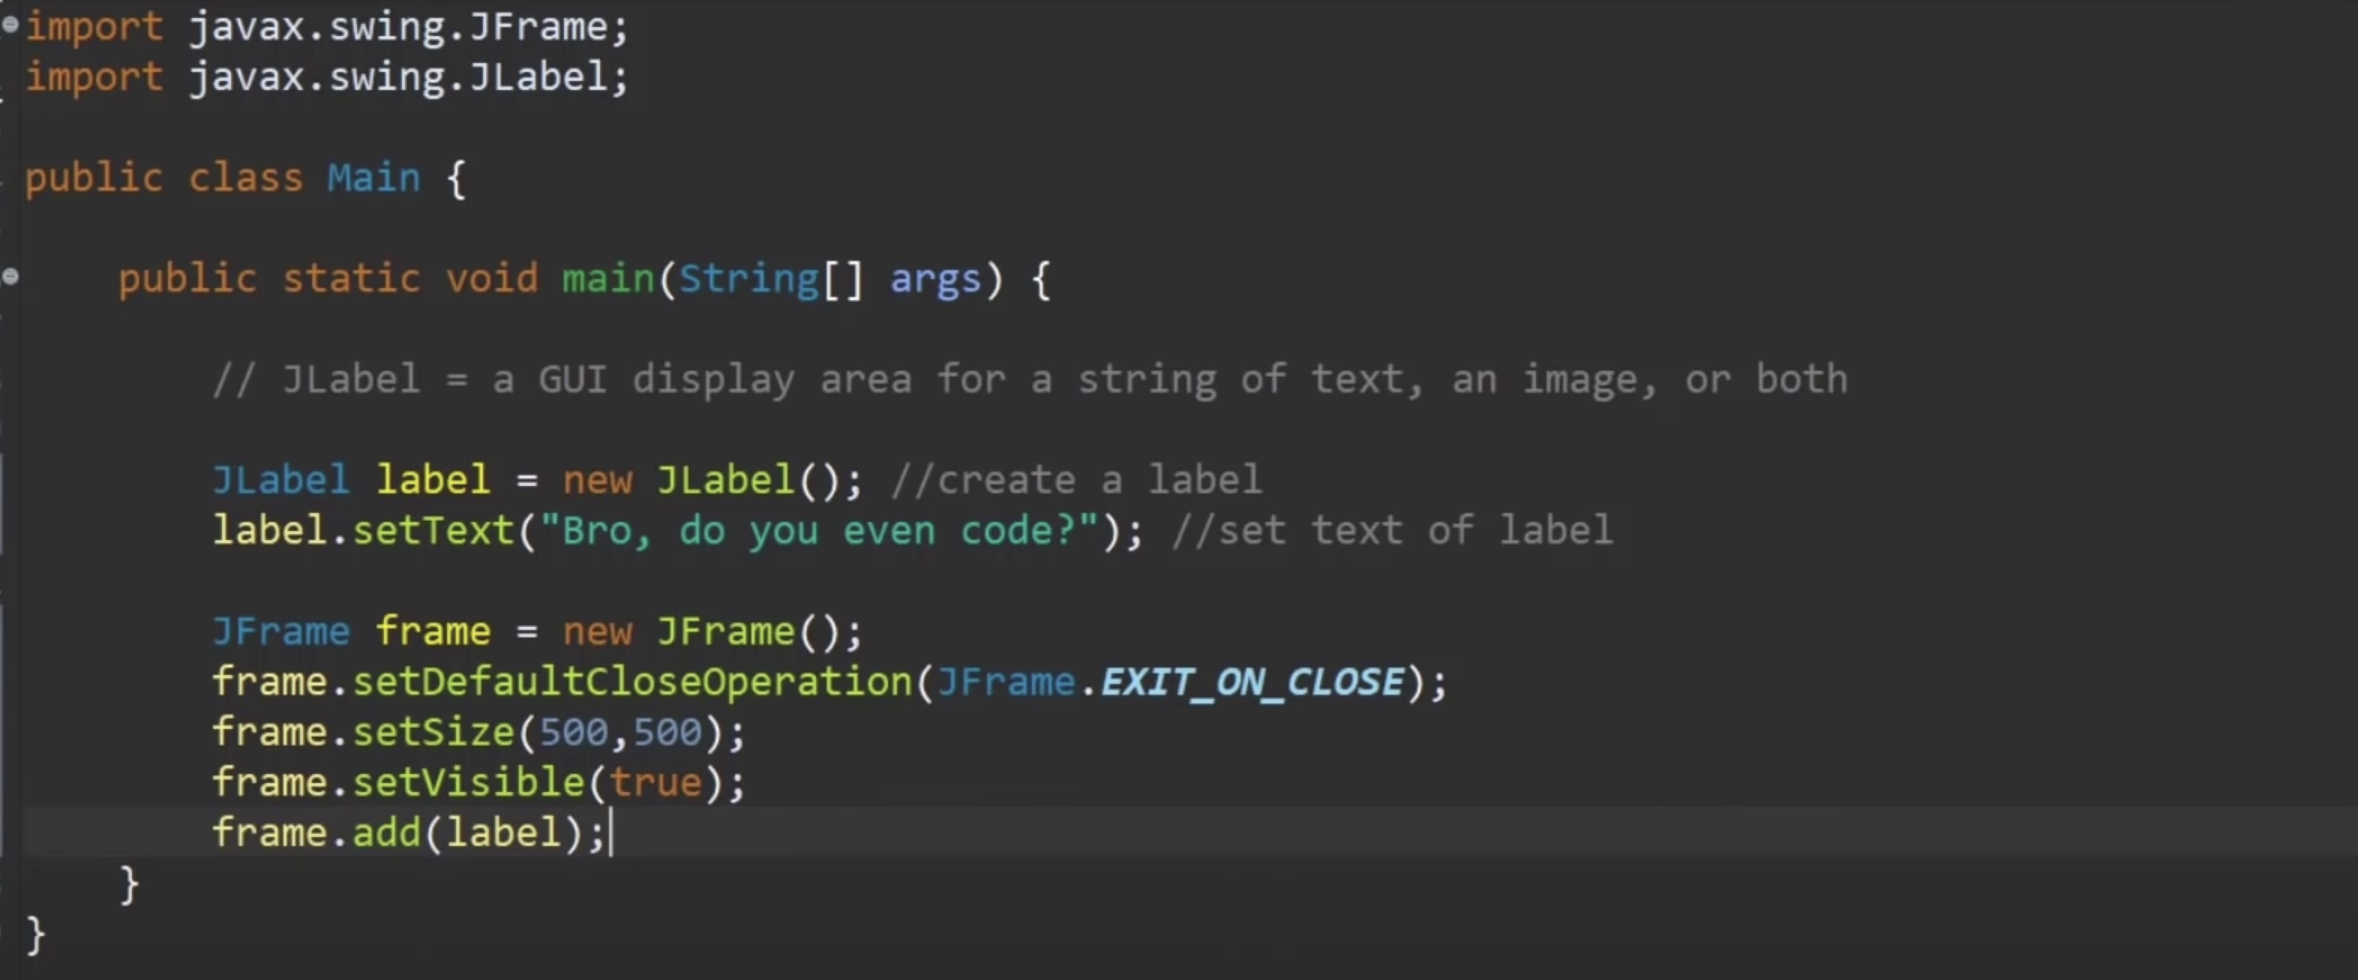 import javax.swing.JFrame;
import javax.swing.JLabel;
public class Main {
public static void main(String[] args) {
// JLabel = a GUI display area for a string of text, an image, or both
JLabel label = new JLabel(); //create a label
label.setText("Bro, do you even code?"); //set text of label
JFrame frame = new JFrame();
frame.setDefaultCloseOperation(JFrame.EXIT_ON_CLOSE);
frame.setSize(500,500);
frame.setVisible(true);
frame.add(label);
}
}